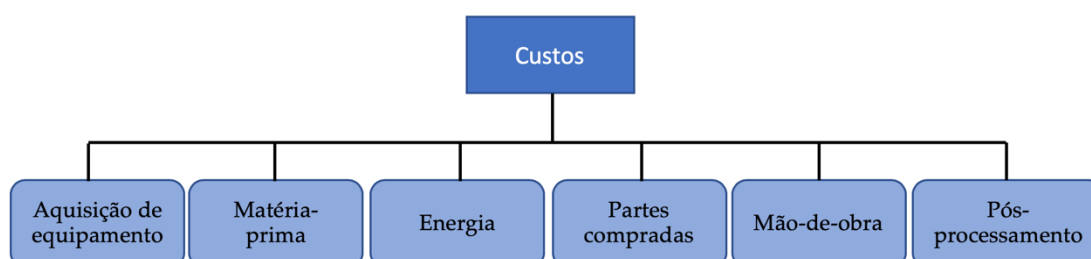 Custos
Aquisição de
equipamento
Matéria-
prima
Energia
Partes
compradas
Mão-de-obra
Pós-
processamento